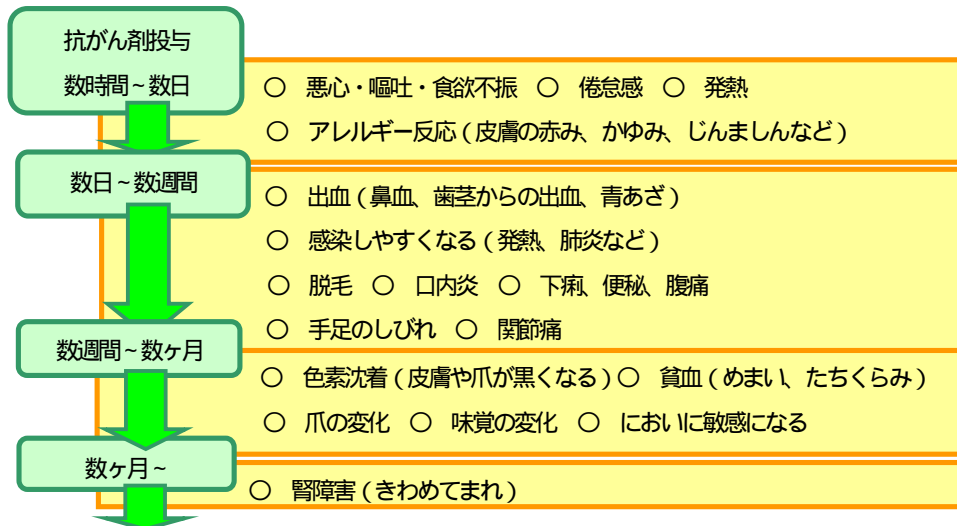 抗がん剤投与
数時間~数日
○ 悪心・嘔吐・食欲不振 ○ 倦怠感 ○ 発熱
○ アレルギー反応(皮膚の赤み、かゆみ、じんましんなど)
数日~数週間
○ 出血(鼻血、歯茎からの出血、青あざ)
○ 感染しやすくなる(発熱、肺炎など)
○ 脱毛 ○ 口内炎 ○ 下痢、便秘、腹痛
○ 手足のしびれ ○ 関節痛
数週間~数ヶ月
○ 色素沈着(皮膚や爪が黒くなる)○ 貧血(めまい、たちくらみ)
○ 爪の変化 ○ 味覚の変化 ○ においに敏感になる
数ヶ月~
○ 腎障害(きわめてまれ)